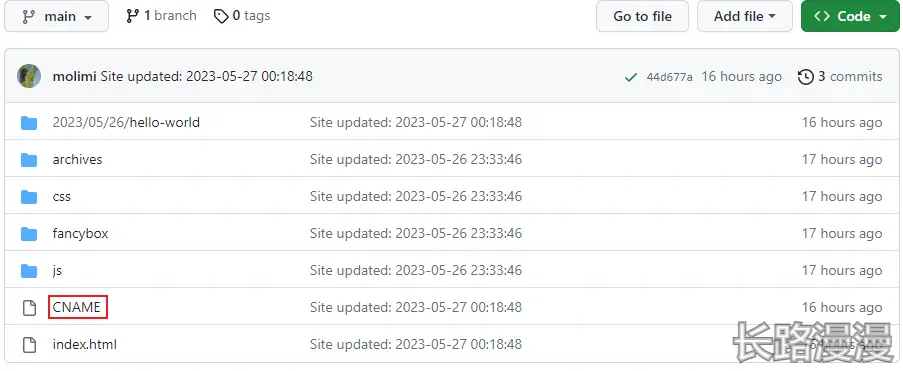 main 1 branch 0 tags Go to file Add file Code
molimi Site updated: 2023-05-27 00:18:48 44d677a 16 hours ago 3 commits
2023/05/26/hello-world Site updated: 2023-05-27 00:18:48 16 hours ago
archives Site updated: 2023-05-26 23:33:46 17 hours ago
css Site updated: 2023-05-26 23:33:46 17 hours ago
fancybox Site updated: 2023-05-26 23:33:46 17 hours ago
js Site updated: 2023-05-26 23:33:46 17 hours ago
CNAME Site updated: 2023-05-27 00:18:48 16 hours ago
index.html Site updated: 2023-05-27 00:18:48 16 hours ago
长路漫漫